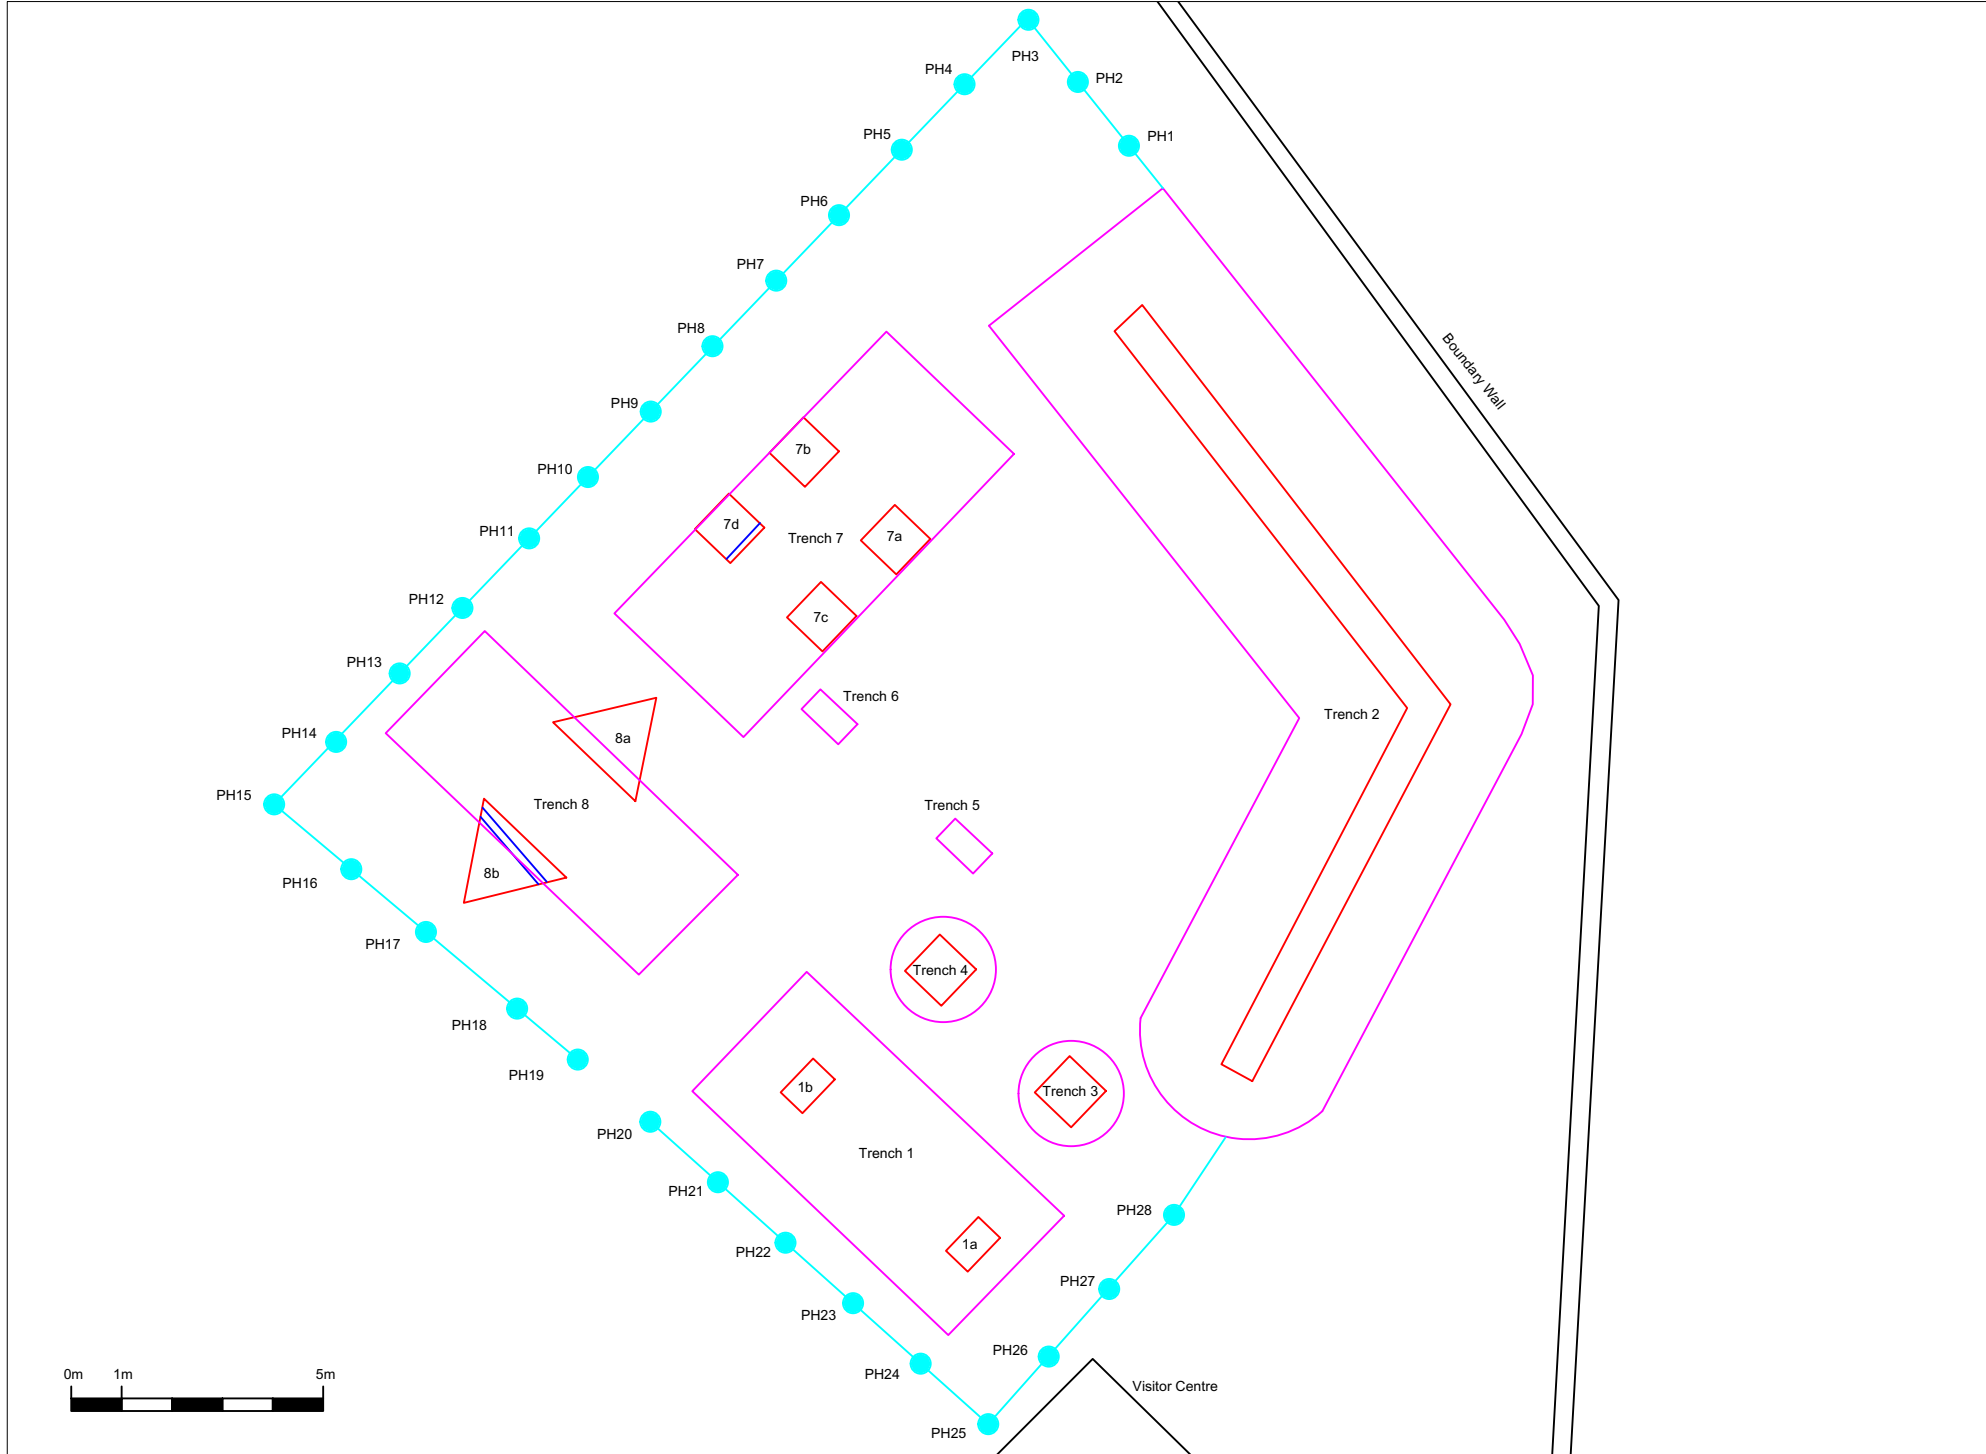 PH3
PH4
PH2
PH5
PH1
PH6
PH7
PH8
Boundary Wall
PH9
7b
PH10
7d
PH11
Trench 7
7a
PH12
7c
PH13
Trench 6
Trench 2
PH14
8a
PH15
Trench 8
Trench 5
8b
PH16
PH17
Trench 4
PH18
PH19
1b
Trench 3
PH20
Trench 1
PH21
PH28
PH22
1a
PH27
PH23
PH26
0m 1m 5m
PH24
Visitor Centre
PH25